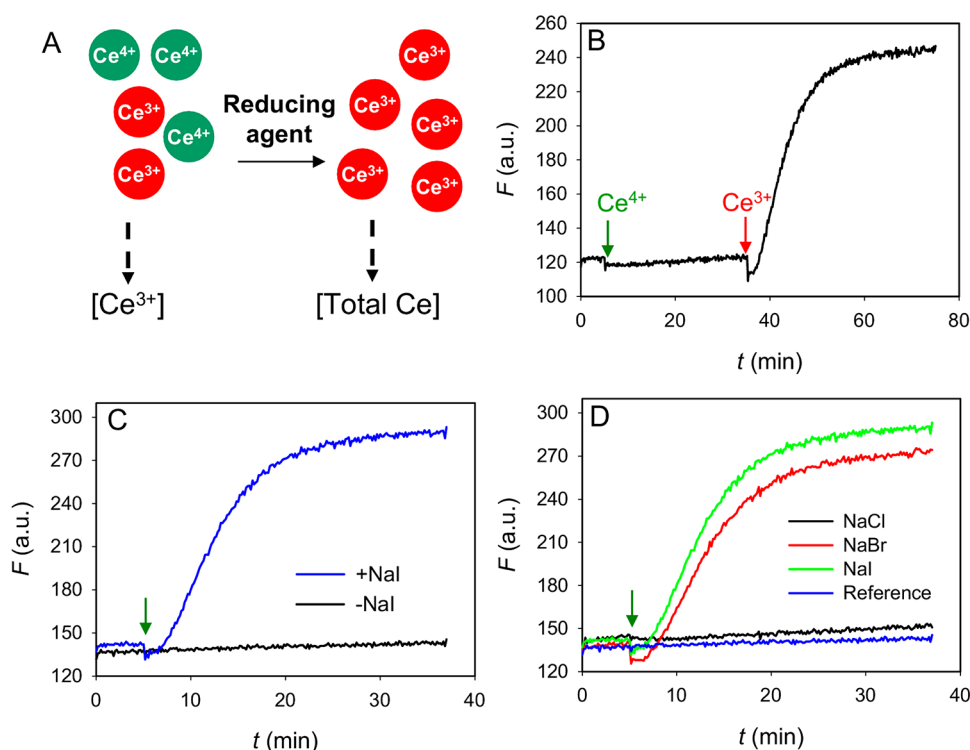 A
Ce⁴⁺ Ce⁴⁺
Ce³⁺
Ce⁴⁺
Ce³⁺
Reducing
agent
Ce³⁺
Ce³⁺
Ce³⁺
Ce³⁺
Ce³⁺
[Ce³⁺]
[Total Ce]
B
260
240
220
200
180
160
140
120
100
F (a.u.)
Ce⁴⁺
Ce³⁺
0 20 40 60 80
t (min)
C
300
270
240
210
180
150
120
F (a.u.)
+NaI
-NaI
0 10 20 30 40
t (min)
D
300
270
240
210
180
150
120
F (a.u.)
NaCl
NaBr
NaI
Reference
0 10 20 30 40
t (min)